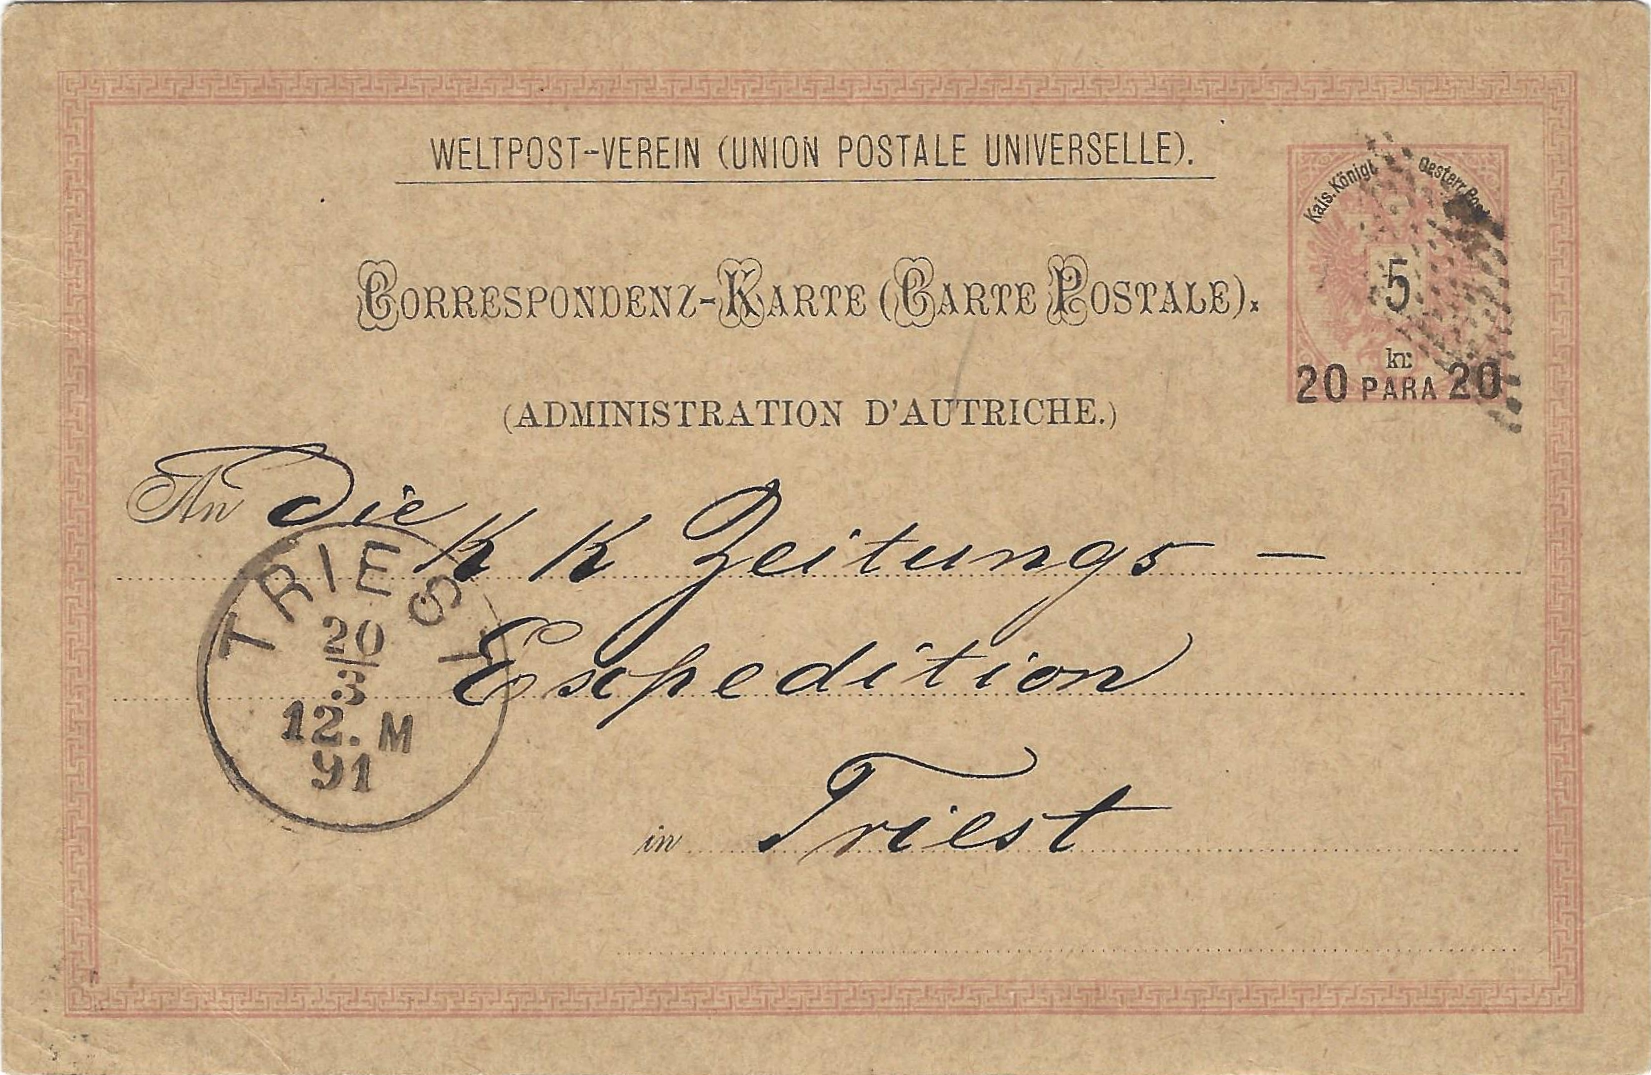 WELTPOST-VEREIN (UNION POSTALE UNIVERSELLE).
Kais. Königl. Oesterr. Post
5
kr.
20 PARA 20
CORRESPONDENZ-KARTE (CARTE POSTALE).
(ADMINISTRATION D'AUTRICHE.)
An Die
K K Zeitungs —
Expedition
in Triest
TRIEST
20
3
12. M
91